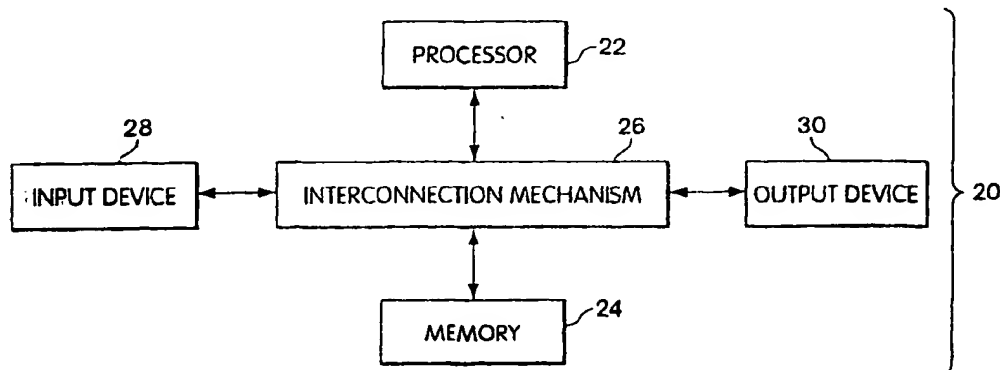 PROCESSOR
22
28
26
30
INPUT DEVICE
INTERCONNECTION MECHANISM
OUTPUT DEVICE
20
MEMORY
24